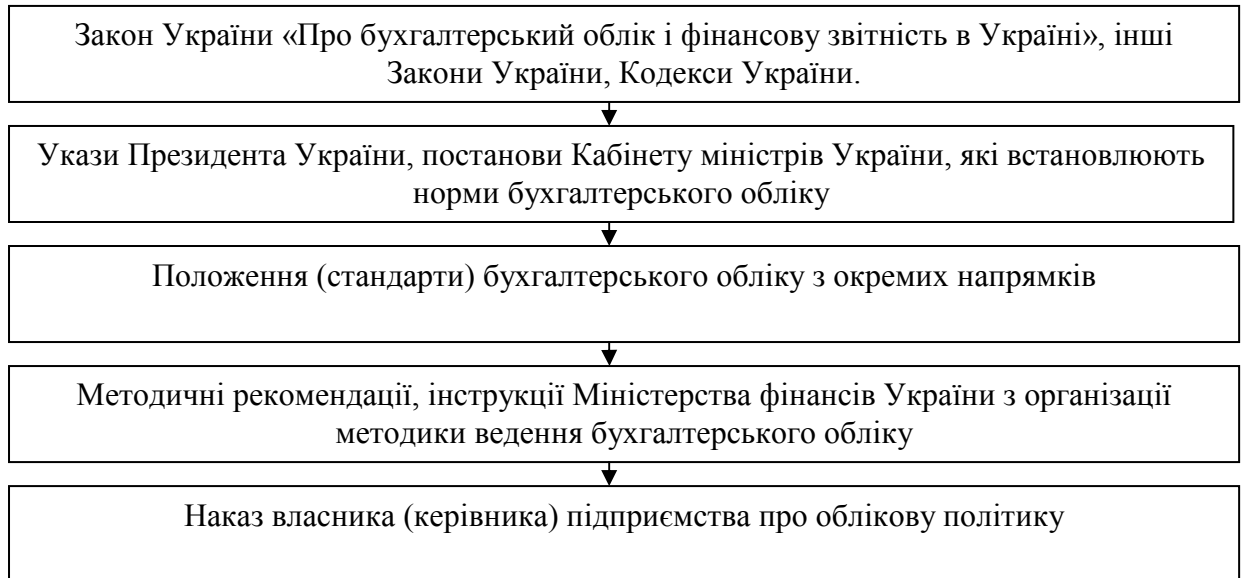 Закон України «Про бухгалтерський облік і фінансову звітність в Україні», інші
Закони України, Кодекси України.
Укази Президента України, постанови Кабінету міністрів України, які встановлюють
норми бухгалтерського обліку
Положення (стандарти) бухгалтерського обліку з окремих напрямків
Методичні рекомендації, інструкції Міністерства фінансів України з організації
методики ведення бухгалтерського обліку
Наказ власника (керівника) підприємства про облікову політику